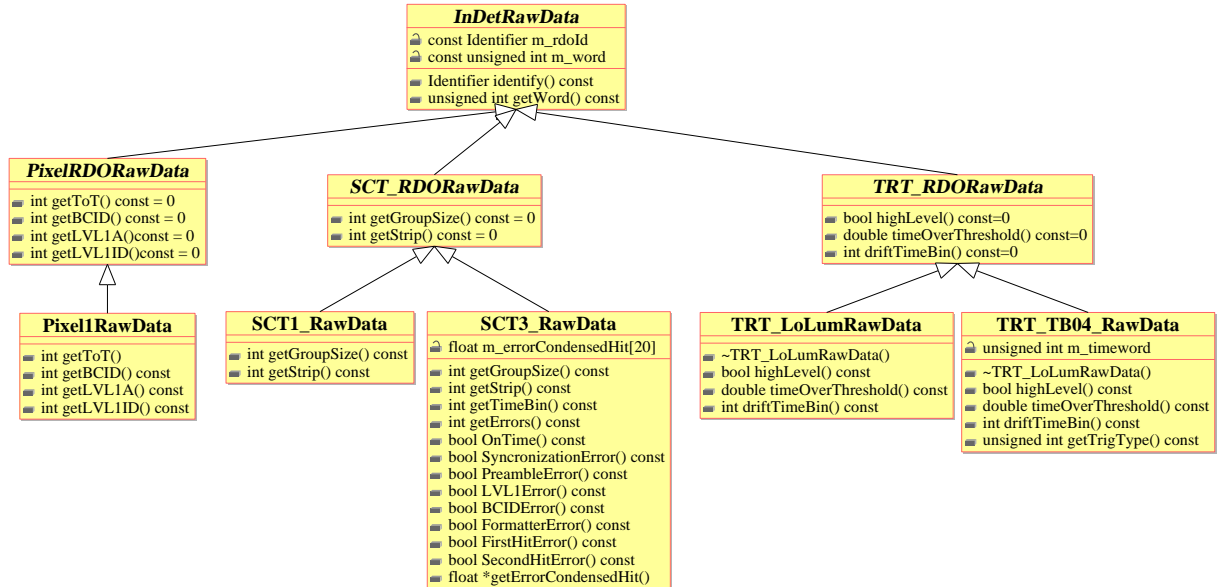 InDetRawData
const Identifier m_rdoId
const unsigned int m_word
Identifier identify() const
unsigned int getWord() const
PixelRDORawData
int getToT() const = 0
int getBCID() const = 0
int getLVL1A()const = 0
int getLVL1ID()const = 0
SCT_RDORawData
int getGroupSize() const = 0
int getStrip() const = 0
TRT_RDORawData
bool highLevel() const=0
double timeOverThreshold() const=0
int driftTimeBin() const=0
Pixel1RawData
int getToT()
int getBCID() const
int getLVL1A() const
int getLVL1ID() const
SCT1_RawData
int getGroupSize() const
int getStrip() const
SCT3_RawData
float m_errorCondensedHit[20]
int getGroupSize() const
int getStrip() const
int getTimeBin() const
int getErrors() const
bool OnTime() const
bool SyncronizationError() const
bool PreambleError() const
bool LVL1Error() const
bool BCIDError() const
bool FormatterError() const
bool FirstHitError() const
bool SecondHitError() const
float *getErrorCondensedHit()
TRT_LoLumRawData
~TRT_LoLumRawData()
bool highLevel() const
double timeOverThreshold() const
int driftTimeBin() const
TRT_TB04_RawData
unsigned int m_timeword
~TRT_LoLumRawData()
bool highLevel() const
double timeOverThreshold() const
int driftTimeBin() const
unsigned int getTrigType() const